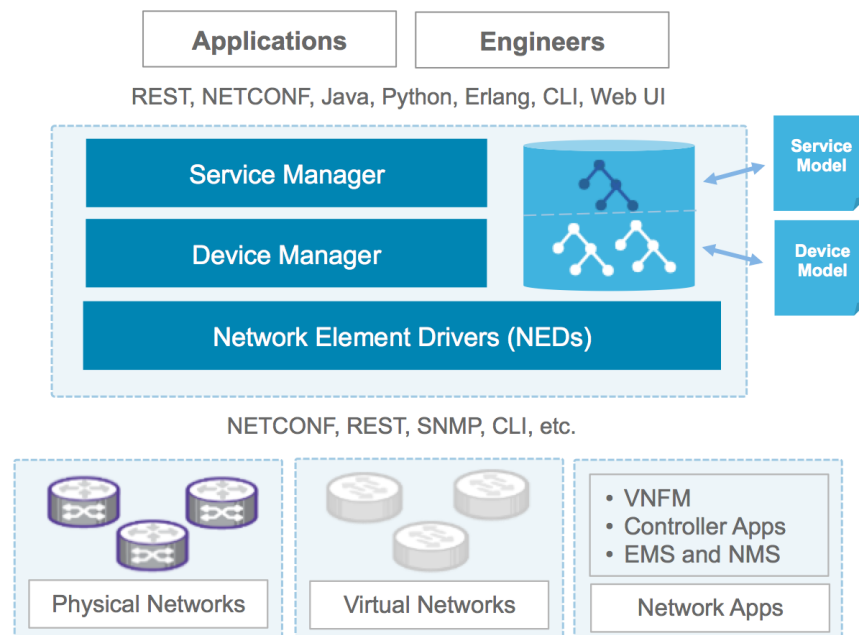 Applications
Engineers
REST, NETCONF, Java, Python, Erlang, CLI, Web UI
Service Manager
Service
Model
Device Manager
Device
Model
Network Element Drivers (NEDs)
NETCONF, REST, SNMP, CLI, etc.
Physical Networks
Virtual Networks
• VNFM
• Controller Apps
• EMS and NMS
Network Apps